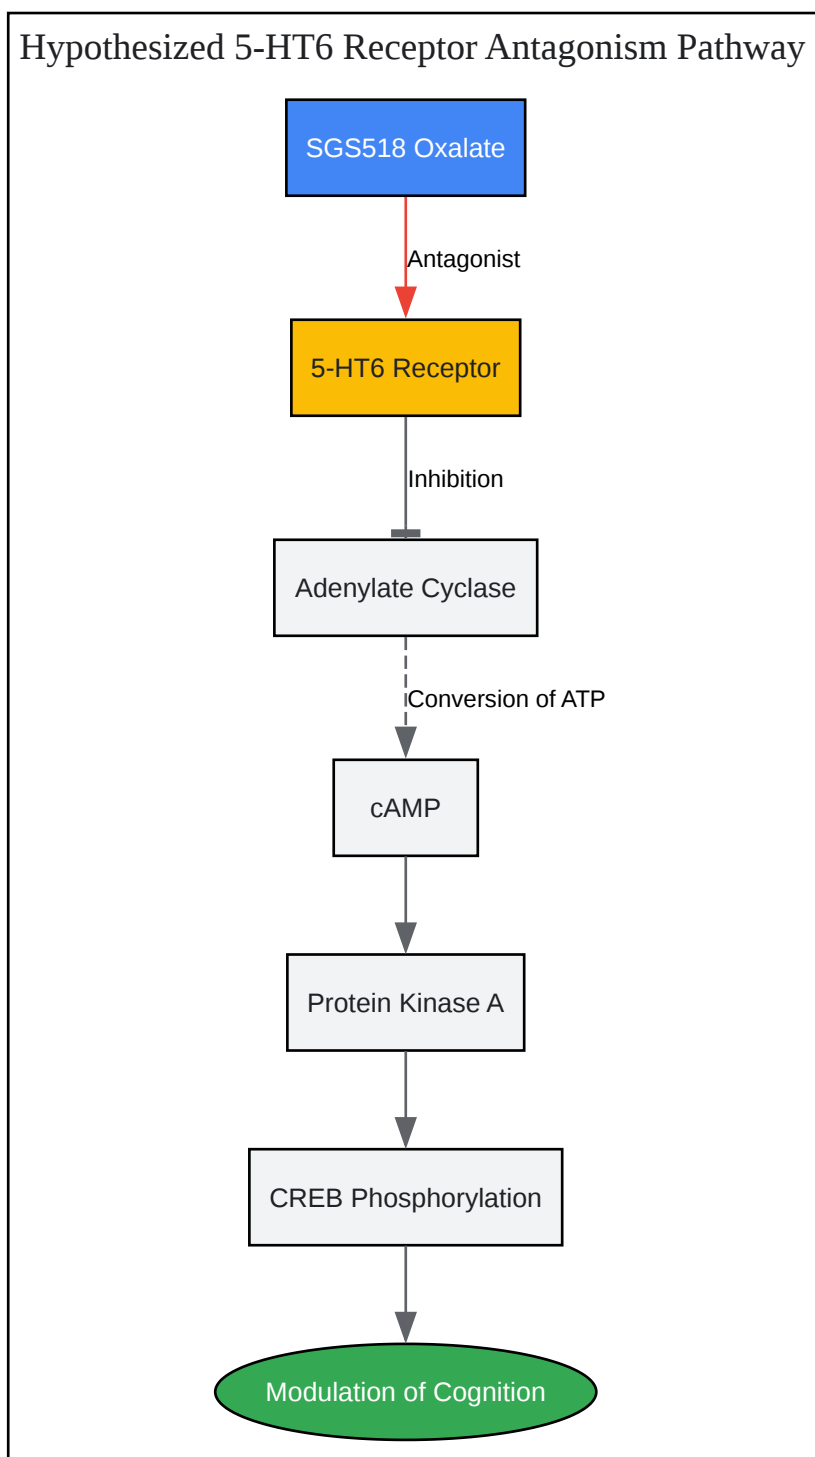 Hypothesized 5-HT6 Receptor Antagonism Pathway
SGS518 Oxalate
Antagonist
5-HT6 Receptor
Inhibition
Adenylate Cyclase
Conversion of ATP
cAMP
Protein Kinase A
CREB Phosphorylation
Modulation of Cognition